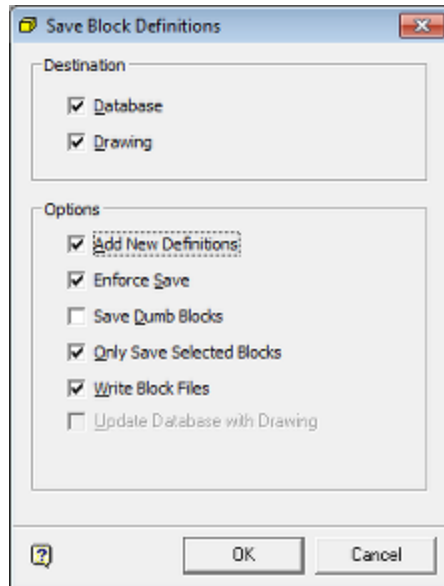 Save Block Definitions
Destination
Database
Drawing
Options
Add New Definitions
Enforce Save
Save Dumb Blocks
Only Save Selected Blocks
Write Block Files
Update Database with Drawing
?
OK Cancel